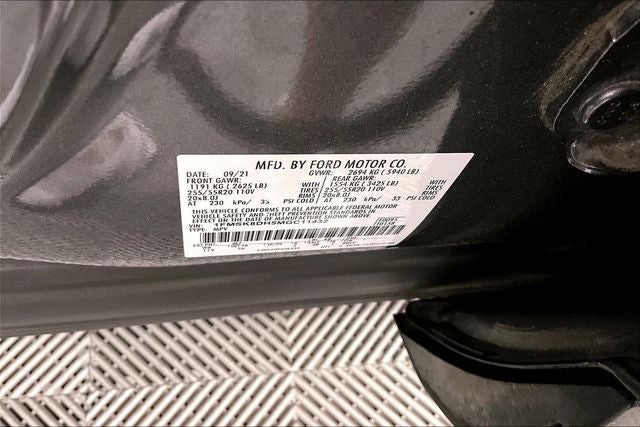 MFD. BY FORD MOTOR CO.
DATE: 09/21 GVWR: 2694 KG ( 5940 LB)
FRONT GAWR: REAR GAWR:
1191 KG ( 2625 LB) WITH 1554 KG ( 3425 LB) WITH
255/55R20 110V TIRES 255/55R20 110V TIRES
20x8.0J RIMS 20x8.0J RIMS
AT 230 kPa/ 33 PSI COLD AT 230 kPa/ 33 PSI COLD
THIS VEHICLE CONFORMS TO ALL APPLICABLE FEDERAL MOTOR
VEHICLE SAFETY AND THEFT PREVENTION STANDARDS IN
EFFECT ON THE DATE OF MANUFACTURE SHOWN ABOVE.
VIN: 1FM5K8DH5MGC11432
TYPE: MPV